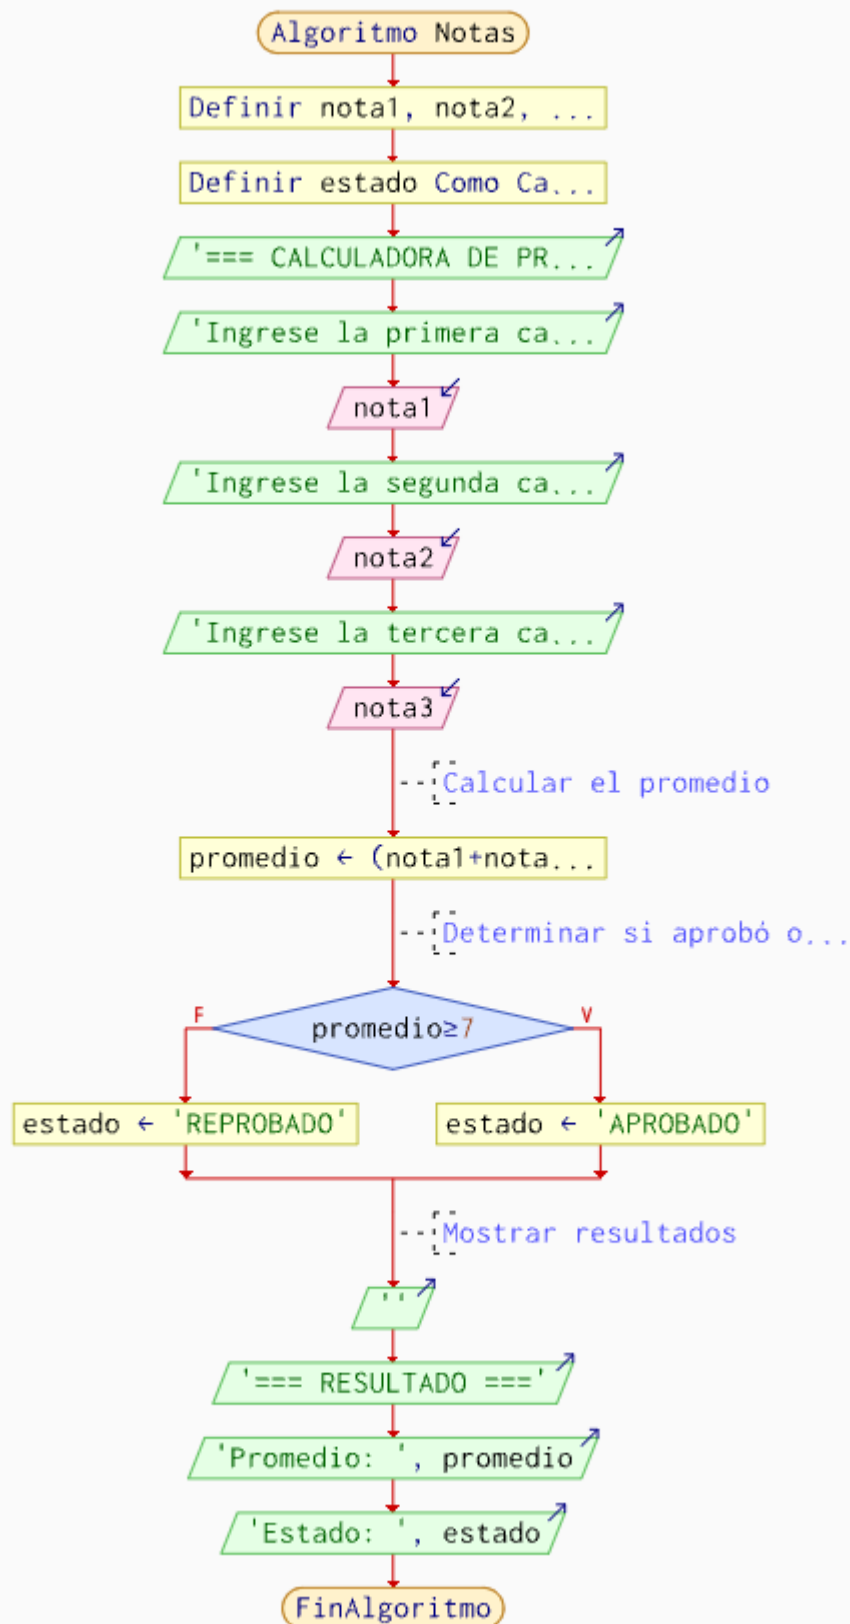 Algoritmo Notas
Definir nota1, nota2, ...
Definir estado Como Ca...
'=== CALCULADORA DE PR...
'Ingrese la primera ca...
nota1
'Ingrese la segunda ca...
nota2
'Ingrese la tercera ca...
nota3
Calcular el promedio
promedio ← (nota1+nota...
Determinar si aprobó o...
F
V
promedio≥7
estado ← 'REPROBADO'
estado ← 'APROBADO'
Mostrar resultados
''
'=== RESULTADO ==='
'Promedio: ', promedio
'Estado: ', estado
FinAlgoritmo